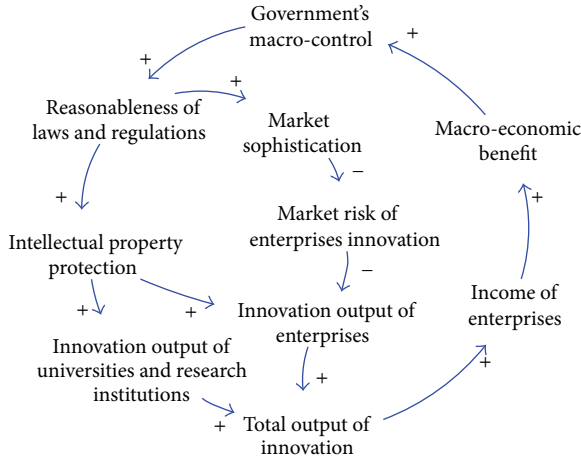 Government's
macro-control
+
+
+
Reasonableness of
laws and regulations
Market
sophistication
Macro-economic
benefit
−
+
+
Market risk of
enterprises innovation
Intellectual property
protection
−
Income of
enterprises
+
+
Innovation output of
enterprises
Innovation output of
universities and research
institutions
+
+
+
Total output of
innovation